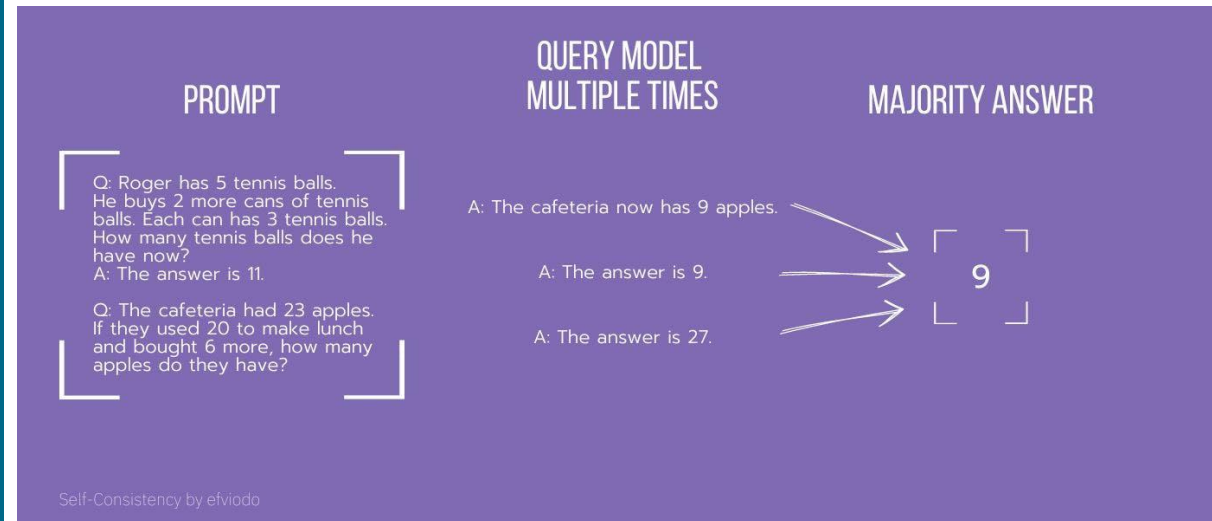 PROMPT
QUERY MODEL
MULTIPLE TIMES
MAJORITY ANSWER
Q: Roger has 5 tennis balls.
He buys 2 more cans of tennis
balls. Each can has 3 tennis balls.
How many tennis balls does he
have now?
A: The answer is 11.
Q: The cafeteria had 23 apples.
If they used 20 to make lunch
and bought 6 more, how many
apples do they have?
A: The cafeteria now has 9 apples.
A: The answer is 9.
A: The answer is 27.
9
Self-Consistency by efviodo